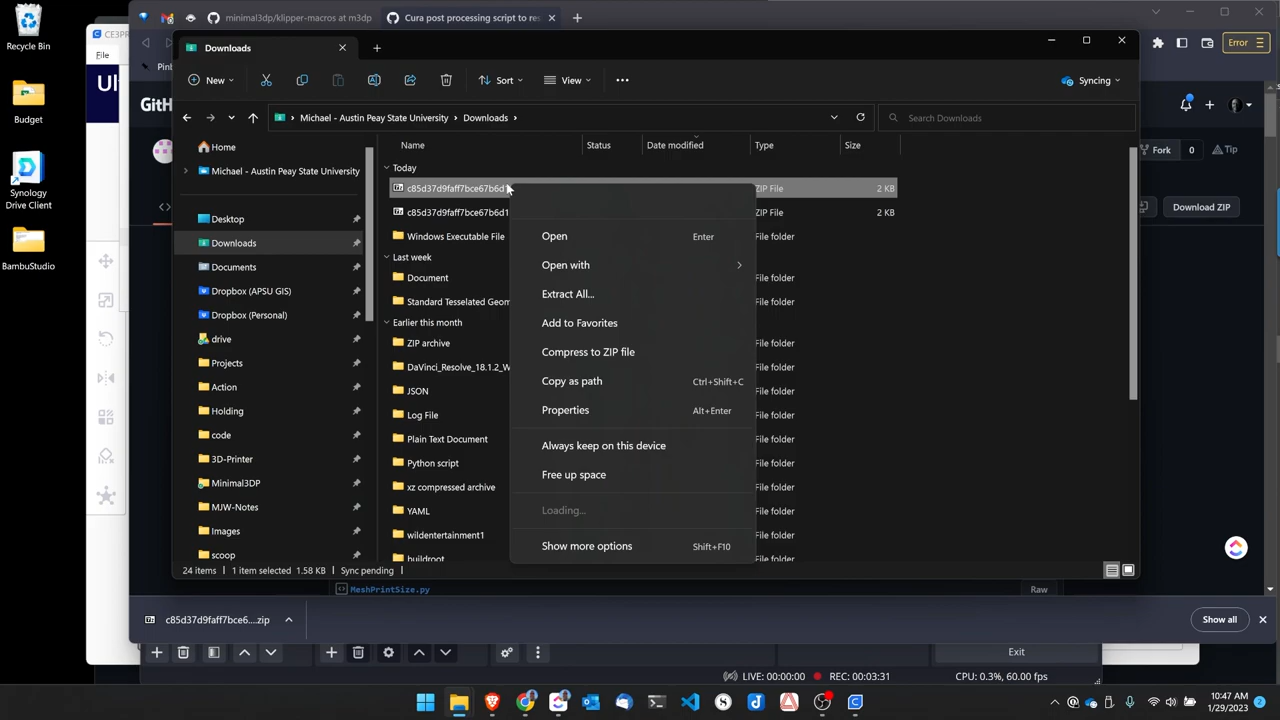 minimal3dp/klipper-macros at m3dp
Cura post processing script to res
Recycle Bin
CE3PR
Downloads
File
Error
New
Sort
View
Syncing
Pin
Ul
GitH
Budget
Michael - Austin Peay State University
Downloads
Search Downloads
Home
Name
Status
Date modified
Type
Size
Fork
0
Tip
Michael - Austin Peay State University
Today
c85d37d9faff7bce67b6d1
ZIP File
2 KB
Download ZIP
Synology
Drive Client
Desktop
c85d37d9faff7bce67b6d1
ZIP File
2 KB
Downloads
Windows Executable File
Open
Enter
File folder
BambuStudio
Documents
Last week
Open with
Dropbox (APSU GIS)
Document
File folder
Extract All...
Dropbox (Personal)
Standard Tesselated Geom
File folder
Earlier this month
Add to Favorites
drive
ZIP archive
File folder
Compress to ZIP file
Projects
DaVinci_Resolve_18.1.2_W
File folder
Action
JSON
Copy as path
Ctrl+Shift+C
File folder
Holding
Log File
Properties
Alt+Enter
File folder
code
Plain Text Document
File folder
Always keep on this device
3D-Printer
Python script
File folder
Free up space
Minimal3DP
xz compressed archive
File folder
MJW-Notes
YAML
Loading...
File folder
Images
wildentertainment1
File folder
Show more options
Shift+F10
scoop
buildroot
File folder
24 items
1 item selected 1.58 KB
Sync pending
MeshPrintSize.py
Raw
c85d37d9faff7bce6....zip
Show all
Exit
LIVE: 00:00:00
REC: 00:03:31
CPU: 0.3%, 60.00 fps
10:47 AM
1/29/2023